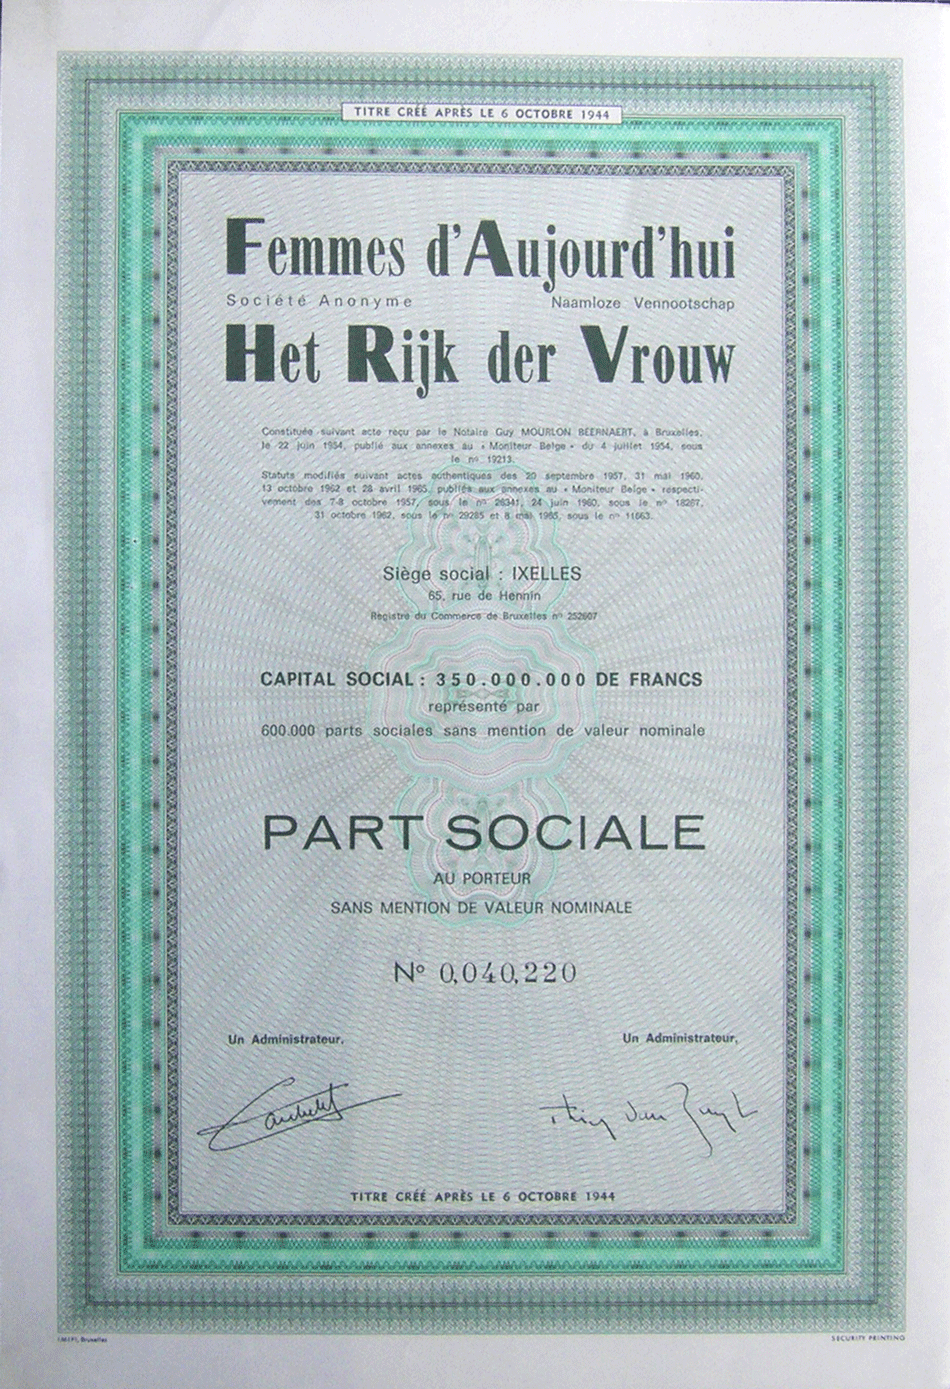 TITRE CRÉÉ APRÈS LE 6 OCTOBRE 1944
Femmes d'Aujourd'hui
Société Anonyme Naamloze Vennootschap
Het Rijk der Vrouw
Constituée suivant acte reçu par le Notaire Guy MOURLON BEERNAERT, à Bruxelles,
le 22 juin 1954, publié aux annexes au « Moniteur Belge » du 4 juillet 1954, sous
le nº 19213.
Statuts modifiés suivant actes authentiques des 20 septembre 1957, 31 mai 1960,
13 octobre 1962 et 28 avril 1965, publiés aux annexes au « Moniteur Belge » respecti-
vement des 7-8 octobre 1957, sous le nº 26341, 24 juin 1960, sous le nº 18267,
31 octobre 1962, sous le nº 29285 et 8 mai 1965, sous le nº 11663.
Siège social : IXELLES
65, rue de Hennin
Registre du Commerce de Bruxelles nº 252607
CAPITAL SOCIAL : 350.000.000 DE FRANCS
représenté par
600.000 parts sociales sans mention de valeur nominale
PART SOCIALE
AU PORTEUR
SANS MENTION DE VALEUR NOMINALE
Nº 0,040,220
Un Administrateur, Un Administrateur,
TITRE CRÉÉ APRÈS LE 6 OCTOBRE 1944
Bruxelles SECURITY PRINTING